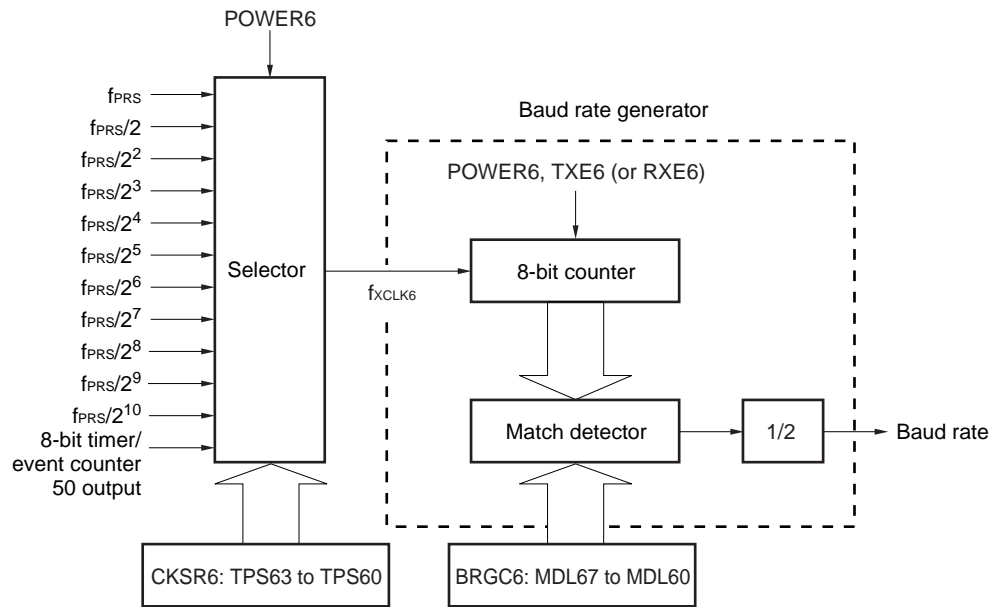 POWER6
fPRS
fPRS/2
fPRS/2²
fPRS/2³
fPRS/2⁴
fPRS/2⁵
fPRS/2⁶
fPRS/2⁷
fPRS/2⁸
fPRS/2⁹
fPRS/2¹⁰
8-bit timer/
event counter
50 output
Selector
fXCLK6
Baud rate generator
POWER6, TXE6 (or RXE6)
8-bit counter
Match detector
1/2
Baud rate
CKSR6: TPS63 to TPS60
BRGC6: MDL67 to MDL60